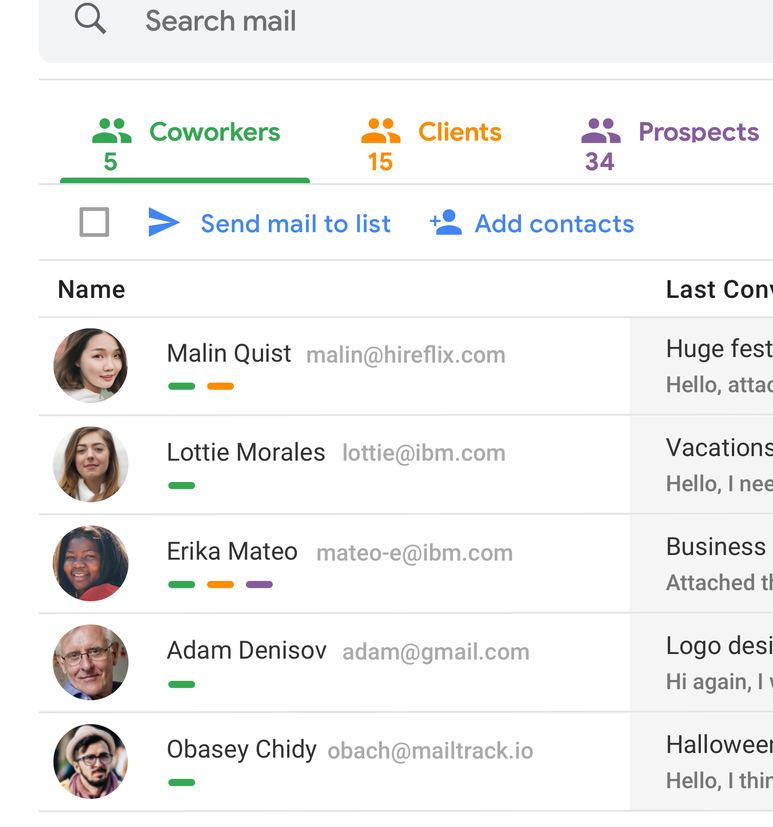 Search mail
Coworkers Clients Prospects
5 15 34
Send mail to list Add contacts
Name Last Conv
Malin Quist malin@hireflix.com Huge fest
Hello, attac
Lottie Morales lottie@ibm.com Vacations
Hello, I nee
Erika Mateo mateo-e@ibm.com Business
Attached th
Adam Denisov adam@gmail.com Logo desi
Hi again, I w
Obasey Chidy obach@mailtrack.io Halloween
Hello, I thin